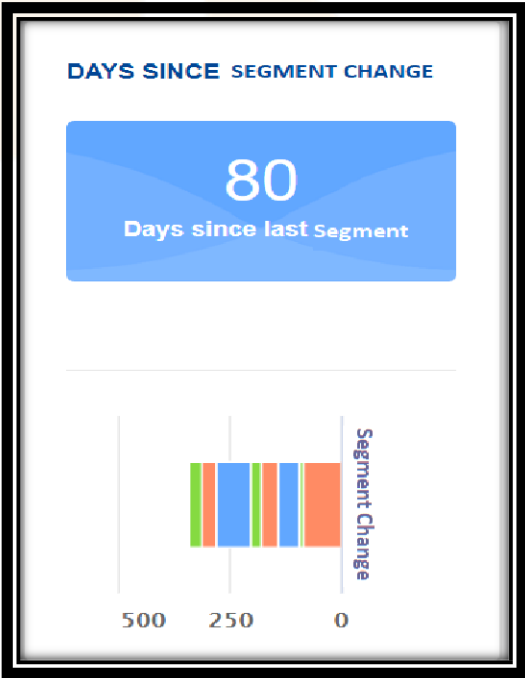 DAYS SINCE SEGMENT CHANGE
80
Days since last Segment
Segment Change
500 250 0